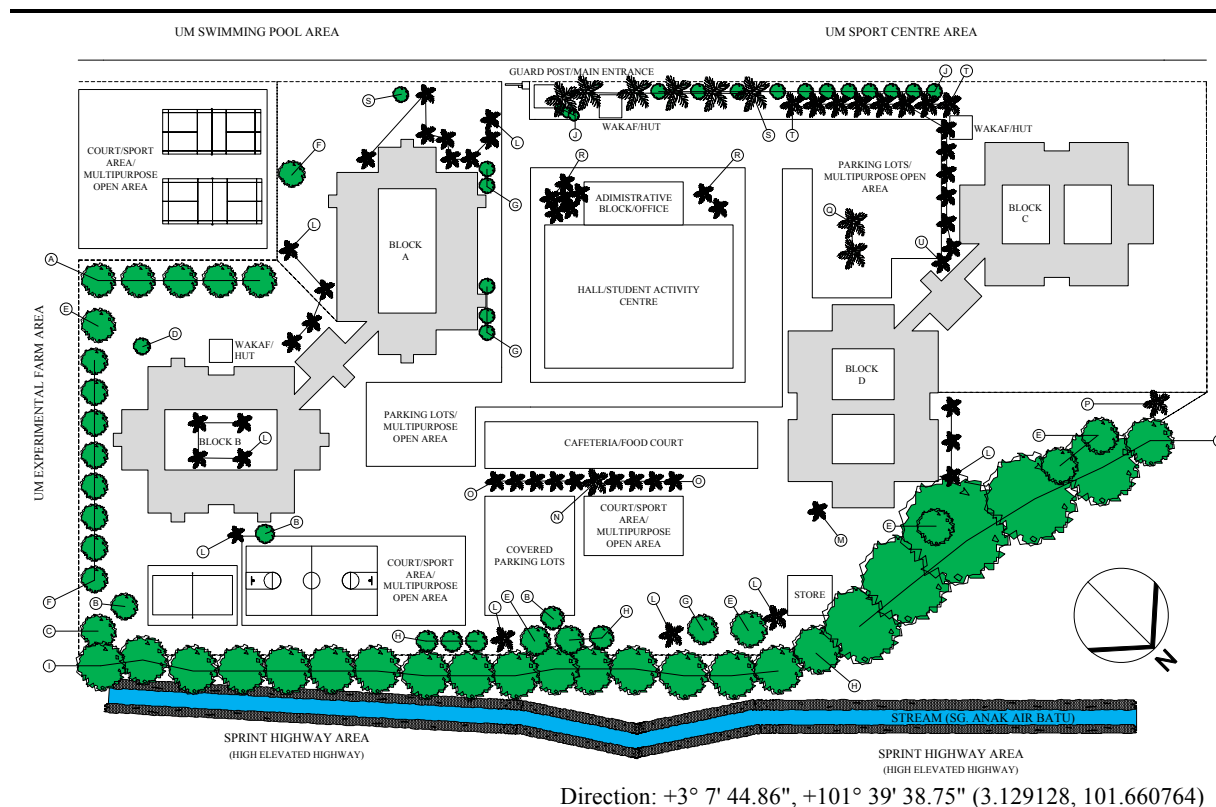 UM SWIMMING POOL AREA
UM SPORT CENTRE AREA
GUARD POST/MAIN ENTRANCE
J
T
S
F
L
J
WAKAF/HUT
S
T
WAKAF/HUT
COURT/SPORT
AREA/
MULTIPURPOSE
OPEN AREA
R
R
PARKING LOTS/
MULTIPURPOSE OPEN
AREA
G
ADIMISTRATIVE
BLOCK/OFFICE
BLOCK
C
Q
L
BLOCK
A
U
A
HALL/STUDENT ACTIVITY
CENTRE
E
D
WAKAF/
HUT
G
BLOCK
D
UM EXPERIMENTAL FARM AREA
PARKING LOTS/
MULTIPURPOSE
OPEN AREA
P
BLOCK B
L
CAFETERIA/FOOD COURT
E
L
O
O
N
COURT/SPORT
AREA/
MULTIPURPOSE
OPEN AREA
M
E
L
B
COVERED
PARKING LOTS
COURT/SPORT
AREA/
MULTIPURPOSE
OPEN AREA
F
B
C
L
E
B
H
L
G
E
L
STORE
H
I
H
N
STREAM (SG. ANAK AIR BATU)
SPRINT HIGHWAY AREA
(HIGH ELEVATED HIGHWAY)
SPRINT HIGHWAY AREA
(HIGH ELEVATED HIGHWAY)
Direction: +3° 7' 44.86", +101° 39' 38.75" (3.129128, 101.660764)